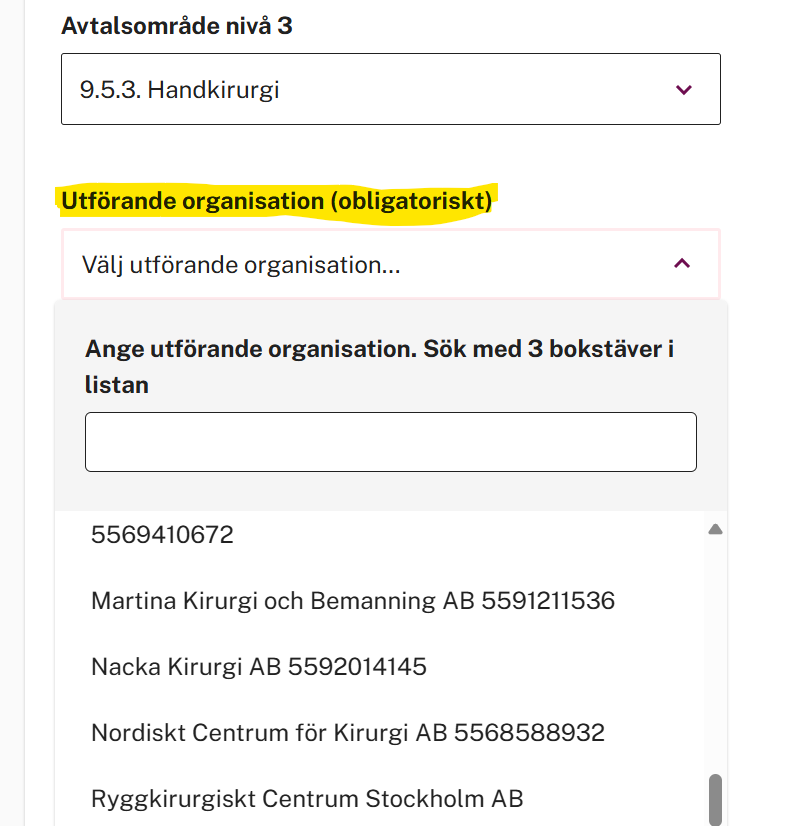 Avtalsområde nivå 3
9.5.3. Handkirurgi
Utförande organisation (obligatoriskt)
Välj utförande organisation...
Ange utförande organisation. Sök med 3 bokstäver i
listan
5569410672
Martina Kirurgi och Bemanning AB 5591211536
Nacka Kirurgi AB 5592014145
Nordiskt Centrum för Kirurgi AB 5568588932
Ryggkirurgiskt Centrum Stockholm AB